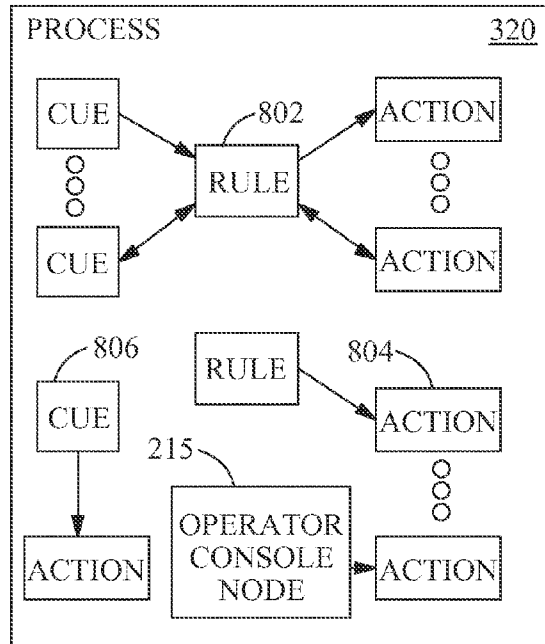 PROCESS 320
CUE 802 ACTION
RULE
CUE ACTION
806 RULE 804
CUE ACTION
215
OPERATOR
CONSOLE
NODE
ACTION ACTION